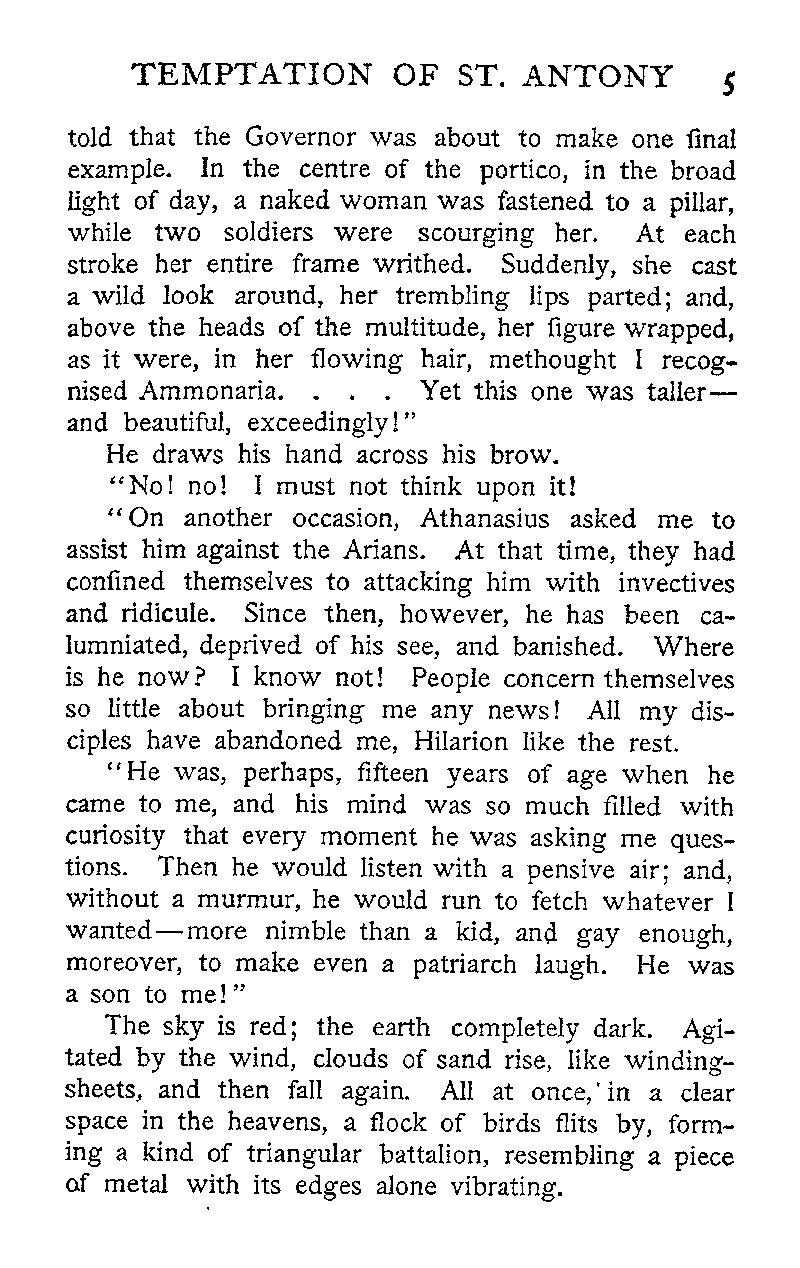 TEMPTATION OF ST. ANTONY 5
told that the Governor was about to make one final
example. In the centre of the portico, in the broad
light of day, a naked woman was fastened to a pillar,
while two soldiers were scourging her. At each
stroke her entire frame writhed. Suddenly, she cast
a wild look around, her trembling lips parted; and,
above the heads of the multitude, her figure wrapped,
as it were, in her flowing hair, methought I recog-
nised Ammonaria. . . . Yet this one was taller—
and beautiful, exceedingly!"
He draws his hand across his brow.
"No! no! I must not think upon it!
"On another occasion, Athanasius asked me to
assist him against the Arians. At that time, they had
confined themselves to attacking him with invectives
and ridicule. Since then, however, he has been ca-
lumniated, deprived of his see, and banished. Where
is he now? I know not! People concern themselves
so little about bringing me any news! All my dis-
ciples have abandoned me, Hilarion like the rest.
"He was, perhaps, fifteen years of age when he
came to me, and his mind was so much filled with
curiosity that every moment he was asking me ques-
tions. Then he would listen with a pensive air; and,
without a murmur, he would run to fetch whatever I
wanted—more nimble than a kid, and gay enough,
moreover, to make even a patriarch laugh. He was
a son to me!"
The sky is red; the earth completely dark. Agi-
tated by the wind, clouds of sand rise, like winding-
sheets, and then fall again. All at once, in a clear
space in the heavens, a flock of birds flits by, form-
ing a kind of triangular battalion, resembling a piece
of metal with its edges alone vibrating.